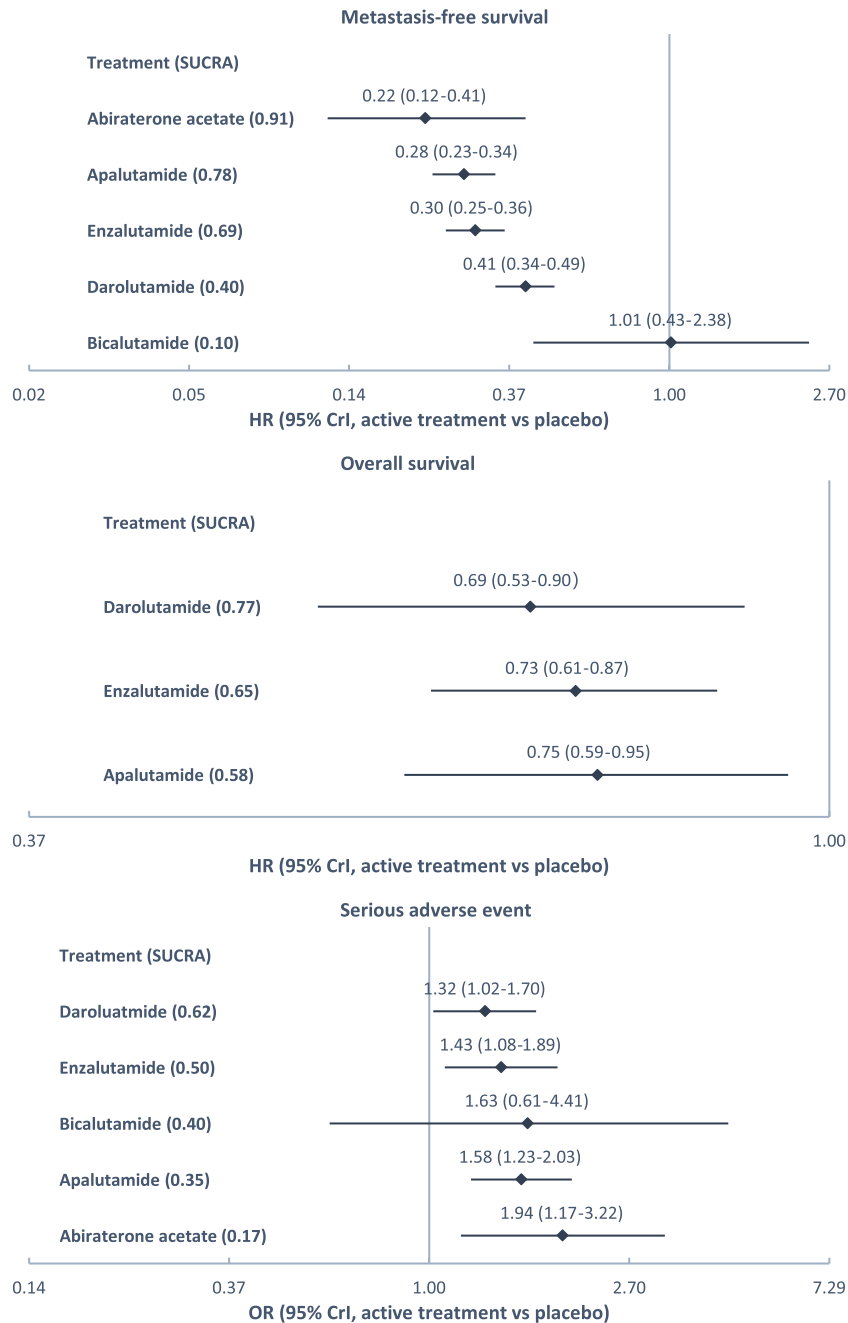 Metastasis-free survival
Treatment (SUCRA)
0.22 (0.12-0.41)
Abiraterone acetate (0.91)
0.28 (0.23-0.34)
Apalutamide (0.78)
0.30 (0.25-0.36)
Enzalutamide (0.69)
0.41 (0.34-0.49)
Darolutamide (0.40)
1.01 (0.43-2.38)
Bicalutamide (0.10)
0.02 0.05 0.14 0.37 1.00 2.70
HR (95% CrI, active treatment vs placebo)
Overall survival
Treatment (SUCRA)
0.69 (0.53-0.90)
Darolutamide (0.77)
0.73 (0.61-0.87)
Enzalutamide (0.65)
0.75 (0.59-0.95)
Apalutamide (0.58)
0.37 1.00
HR (95% CrI, active treatment vs placebo)
Serious adverse event
Treatment (SUCRA)
1.32 (1.02-1.70)
Daroluatmide (0.62)
1.43 (1.08-1.89)
Enzalutamide (0.50)
1.63 (0.61-4.41)
Bicalutamide (0.40)
1.58 (1.23-2.03)
Apalutamide (0.35)
1.94 (1.17-3.22)
Abiraterone acetate (0.17)
0.14 0.37 1.00 2.70 7.29
OR (95% CrI, active treatment vs placebo)